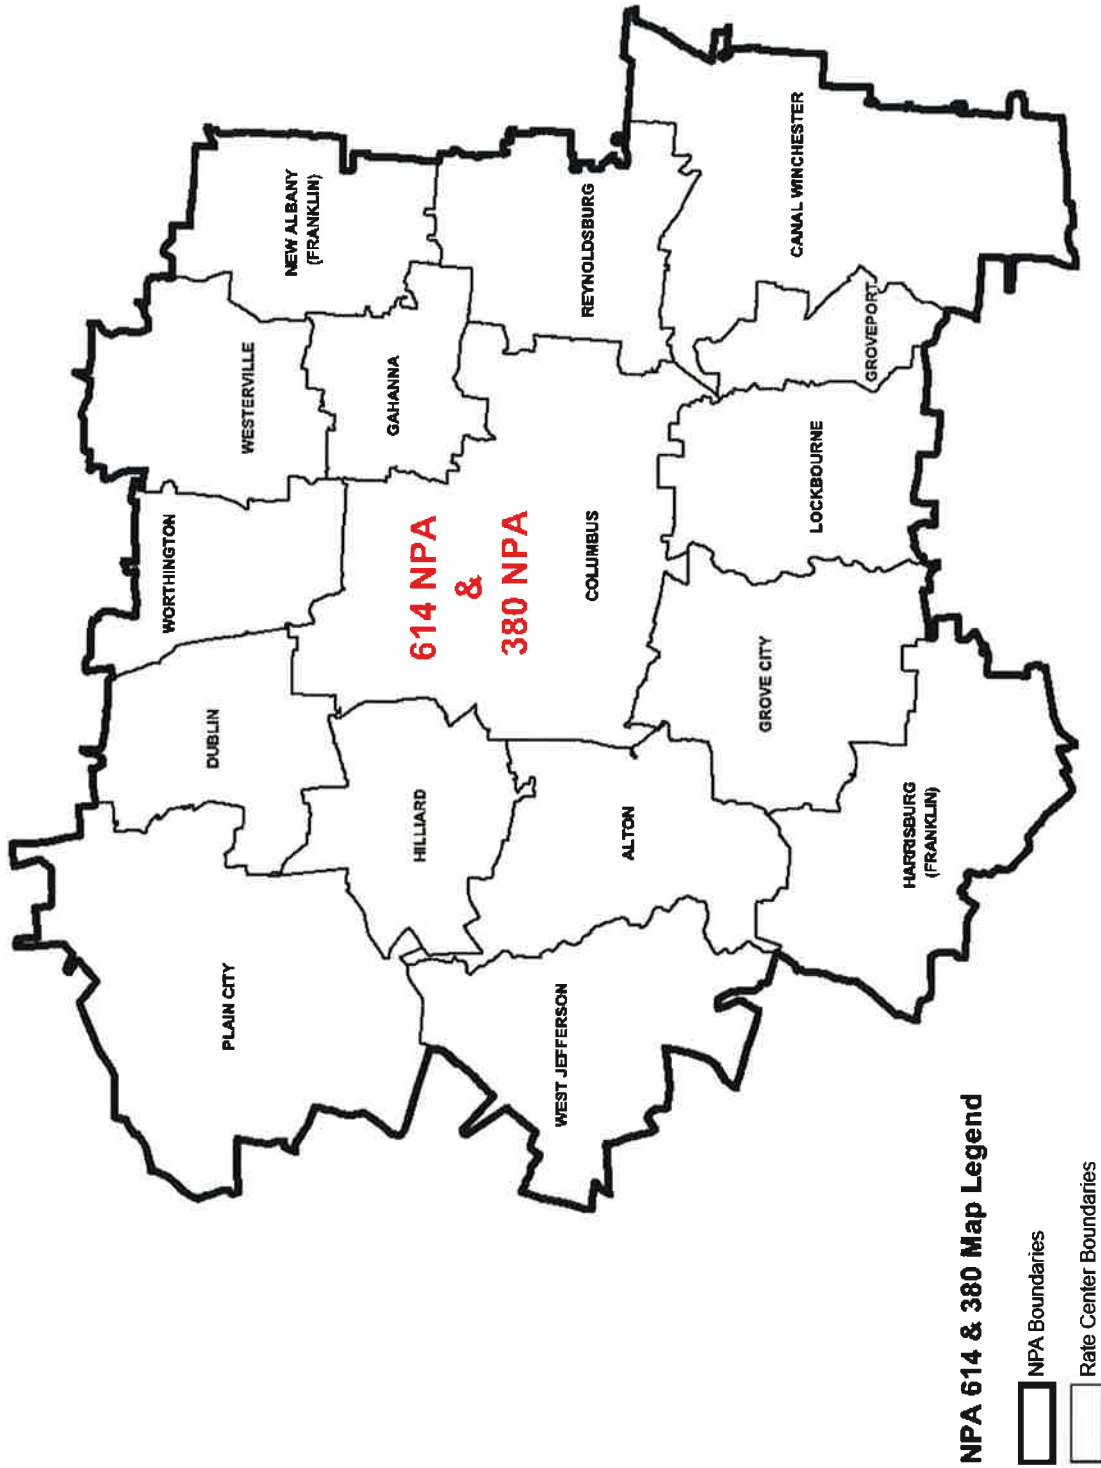 WORTHINGTON
DUBLIN
PLAIN CITY
WESTERVILLE
NEW ALBANY
(FRANKLIN)
GAHANNA
HILLIARD
614 NPA
&
380 NPA
WEST JEFFERSON
COLUMBUS
REYNOLDSBURG
ALTON
GROVE CITY
CANAL WINCHESTER
LOCKBOURNE
GROVEPORT
HARRISBURG
(FRANKLIN)
NPA 614 & 380 Map Legend
NPA Boundaries
Rate Center Boundaries